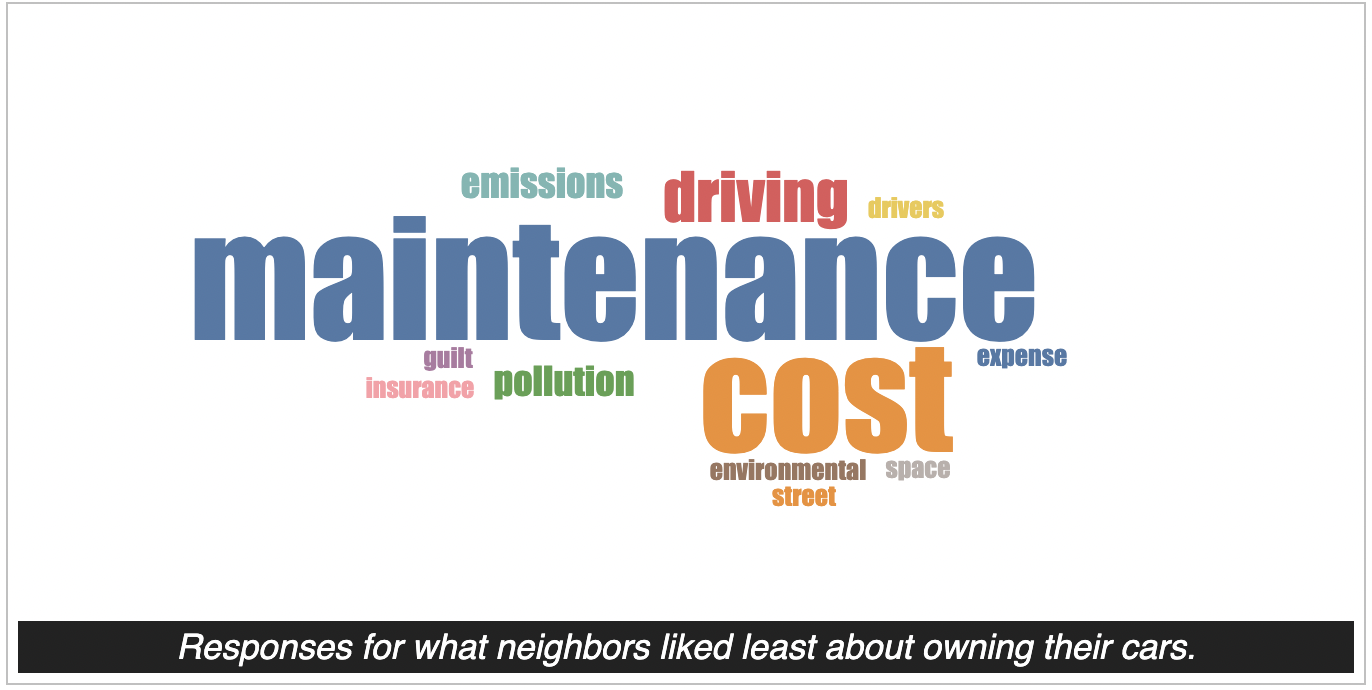 emissions driving drivers
maintenance
guilt cost expense
insurance pollution
environmental space
street
Responses for what neighbors liked least about owning their cars.